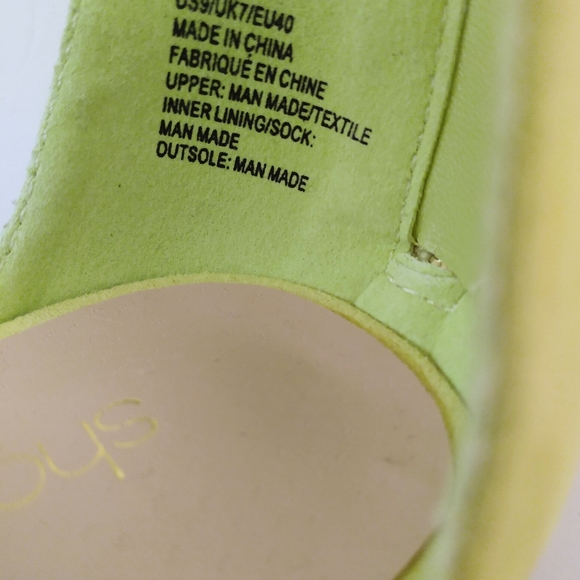 US9/UK7/EU40
MADE IN CHINA
FABRIQUÉ EN CHINE
UPPER: MAN MADE/TEXTILE
INNER LINING/SOCK:
MAN MADE
OUTSOLE: MAN MADE